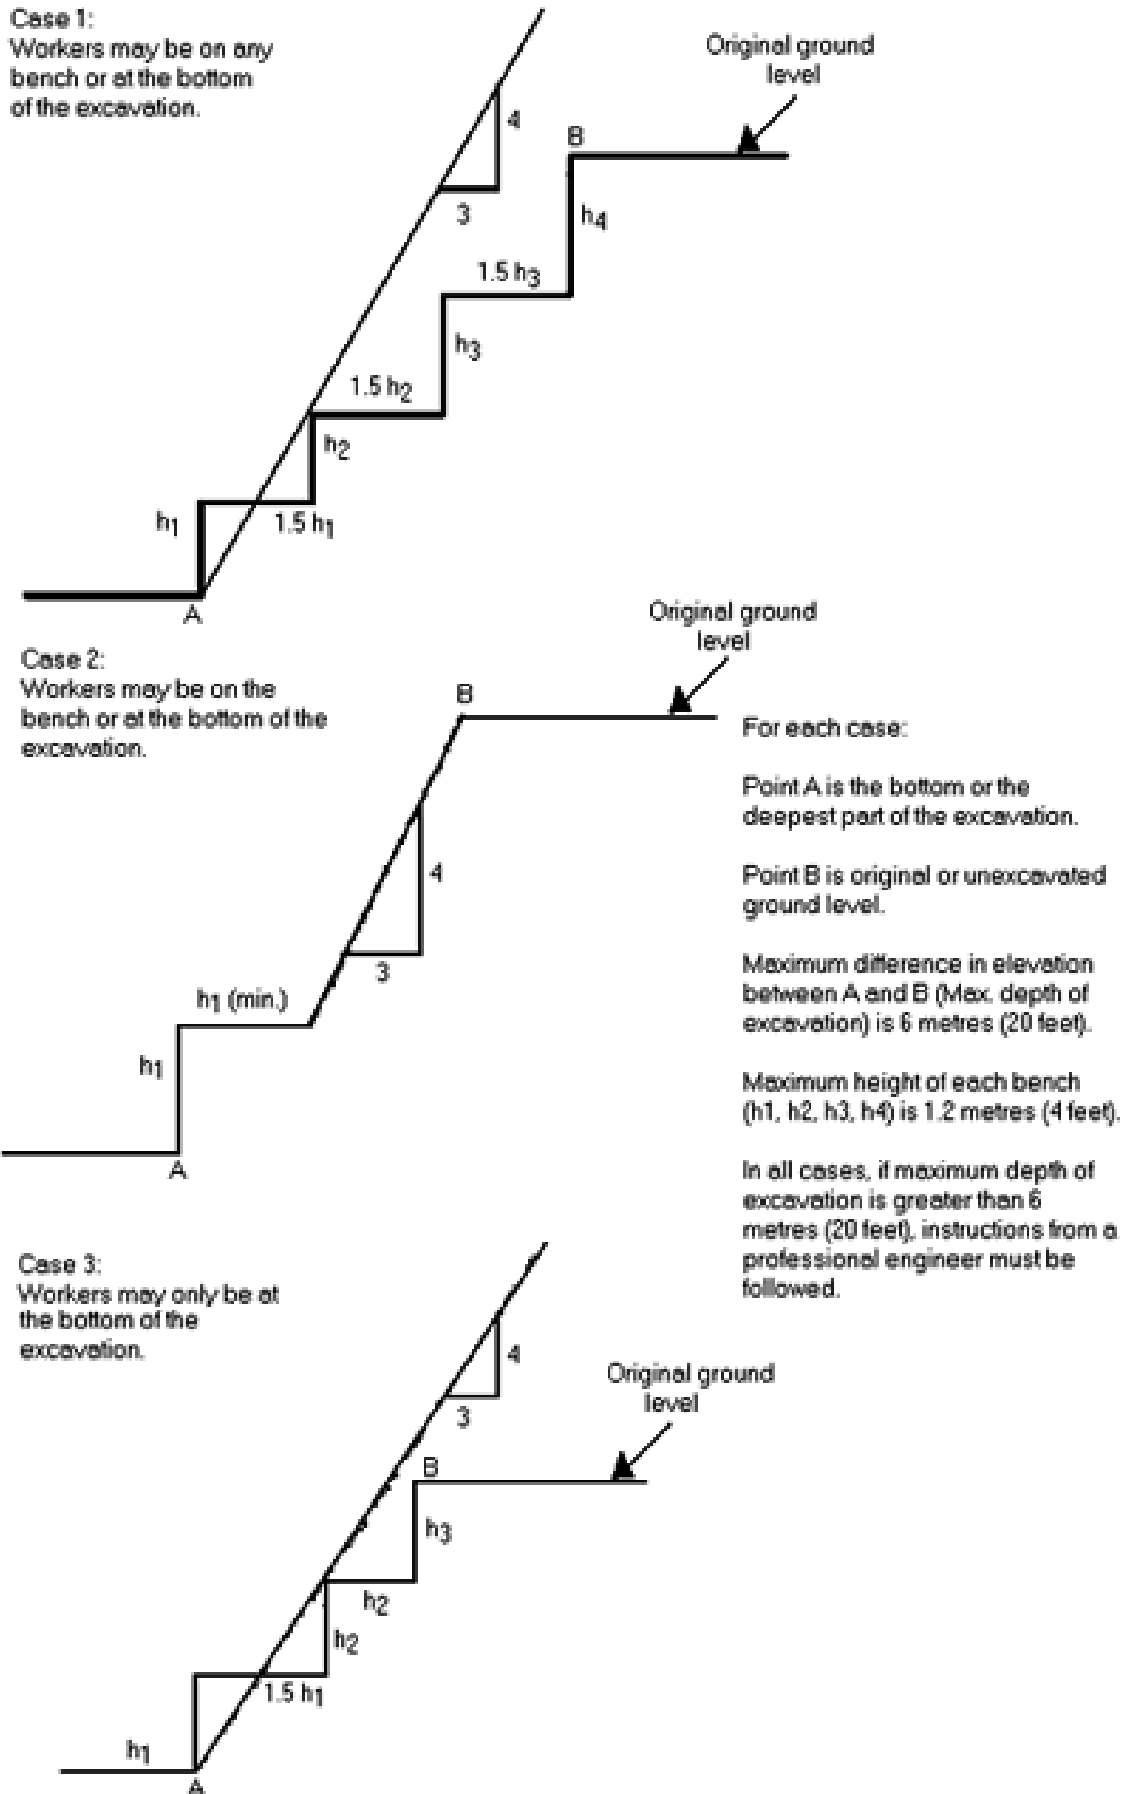 Case 1:
Workers may be on any
bench or at the bottom
of the excavation.
Original ground
level
4
3
B
h4
1.5 h3
h3
1.5 h2
h2
h1
1.5 h1
A
Case 2:
Workers may be on the
bench or at the bottom of the
excavation.
Original ground
level
B
4
3
h1 (min.)
h1
A
For each case:
Point A is the bottom or the
deepest part of the excavation.
Point B is original or unexcavated
ground level.
Maximum difference in elevation
between A and B (Max. depth of
excavation) is 6 metres (20 feet).
Maximum height of each bench
(h1, h2, h3, h4) is 1.2 metres (4 feet).
In all cases, if maximum depth of
excavation is greater than 6
metres (20 feet), instructions from a
professional engineer must be
followed.
Case 3:
Workers may only be at
the bottom of the
excavation.
4
3
Original ground
level
B
h3
h2
h2
1.5 h1
h1
A